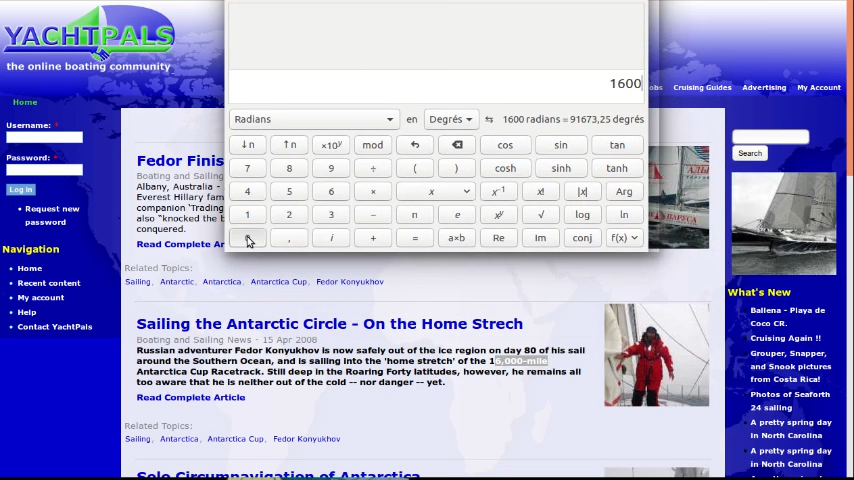 YACHTPALS
the online boating community
Home
Username: *
Password: *
Log in
Request new
password
Navigation
Home
Recent content
My account
Help
Contact YachtPals
1600
Radians
en
Degrés
1600 radians = 91673,25 degrés
↓n ↑n ×10^y mod cos sin tan
7 8 9 ÷ ( ) cosh sinh tanh
4 5 6 × x x⁻¹ x! |x| Arg
1 2 3 − π e x^y √ log ln
, i + = a×b Re Im conj f(x)
Cruising Guides Advertising My Account
Search
Fedor Finis
Boating and Sailing
Albany, Australia -
Everest Hillary fam
companion 'Trading
also "knocked the b
conquered.
Read Complete Ar
Related Topics:
Sailing, Antarctic, Antarctica, Antarctica Cup, Fedor Konyukhov
Sailing the Antarctic Circle - On the Home Strech
Boating and Sailing News - 15 Apr 2008
Russian adventurer Fedor Konyukhov is now safely out of the ice region on day 80 of his sail
around the Southern Ocean, and is sailing into the 'home stretch' of the 16,000-mile
Antarctica Cup Racetrack. Still deep in the Roaring Forty latitudes, however, he remains all
too aware that he is neither out of the cold -- nor danger -- yet.
Read Complete Article
Related Topics:
Sailing, Antarctica, Antarctica Cup, Fedor Konyukhov
Solo Circumnavigation of Antarctica
What's New
Ballena - Playa de
Coco CR.
Cruising Again !!
Grouper, Snapper,
and Snook pictures
from Costa Rica!
Photos of Seaforth
24 sailing
A pretty spring day
in North Carolina
A pretty spring day
in North Carolina
A pretty spring day